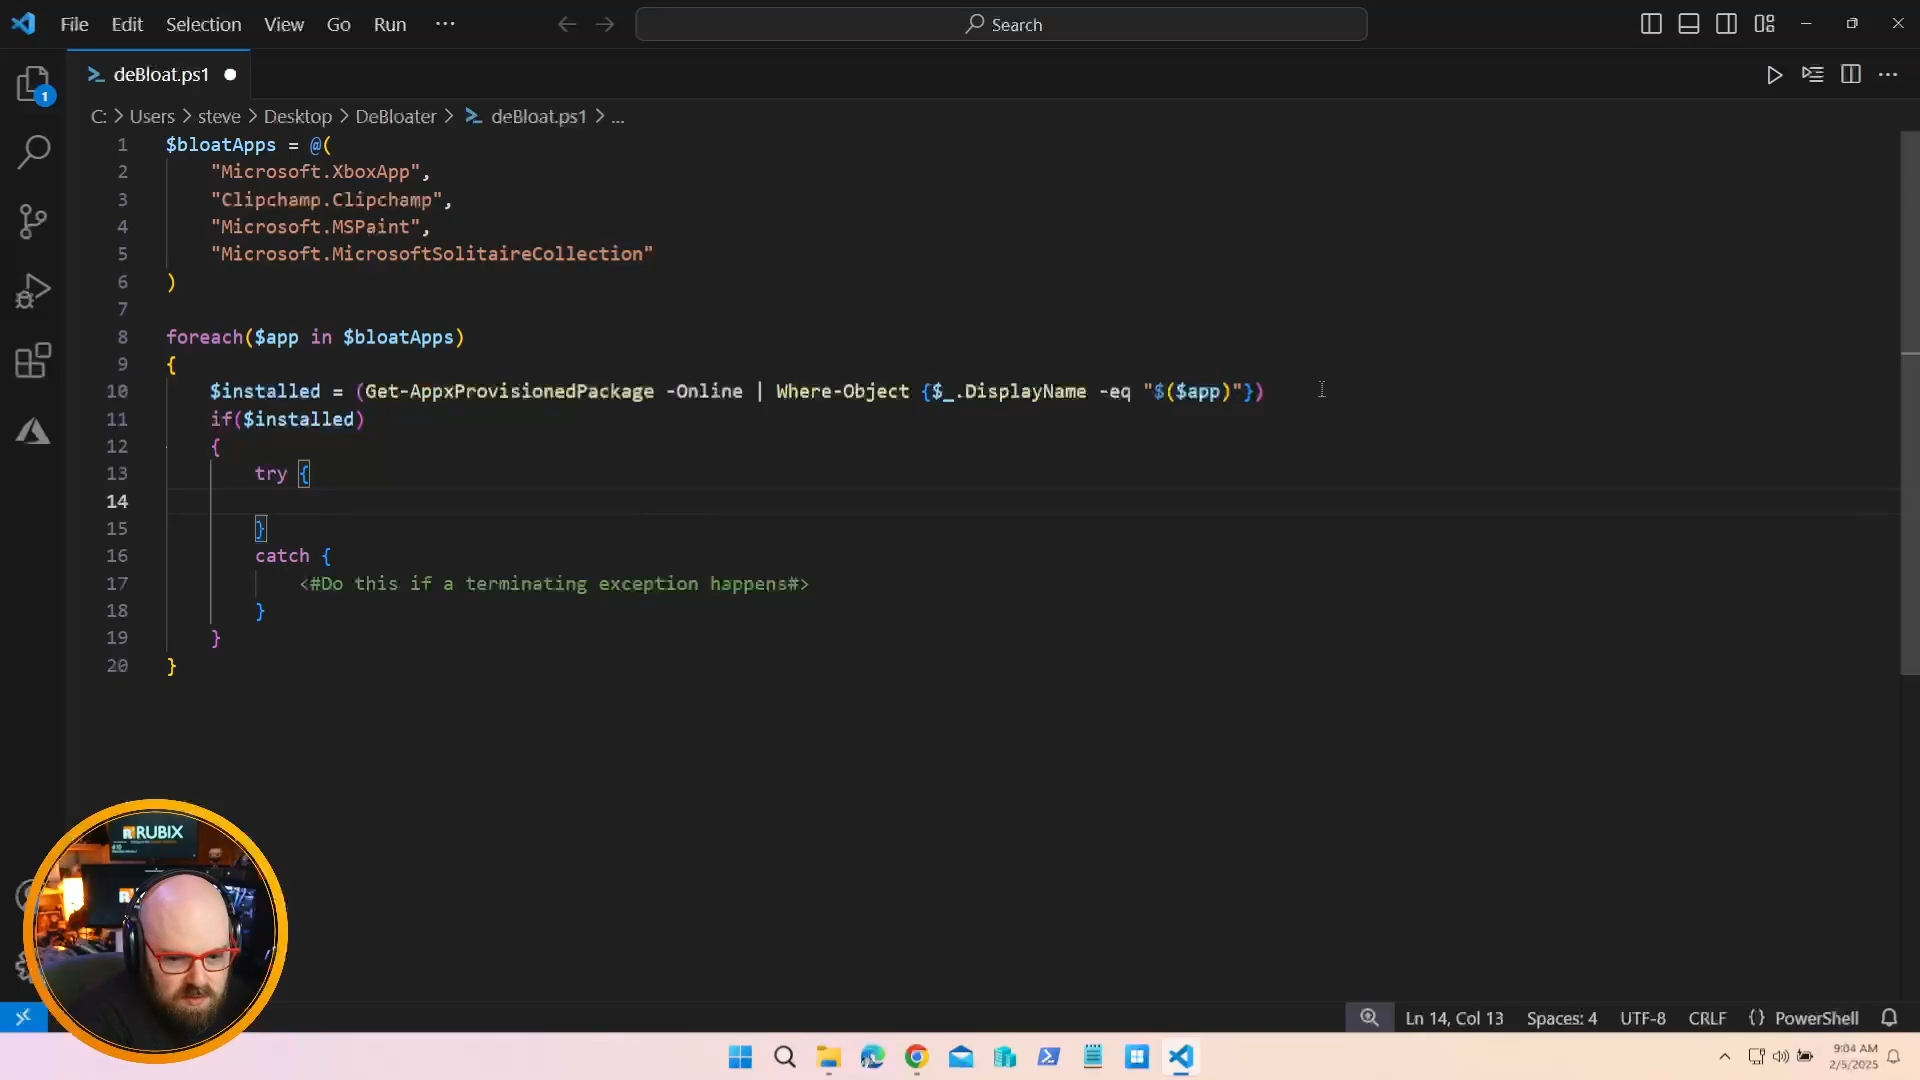 File Edit Selection View Go Run ··· Search
deBloat.ps1
1
C: > Users > steve > Desktop > DeBloater > deBloat.ps1 > ...
1 $bloatApps = @(
2 "Microsoft.XboxApp",
3 "Clipchamp.Clipchamp",
4 "Microsoft.MSPaint",
5 "Microsoft.MicrosoftSolitaireCollection"
6 )
7
8 foreach($app in $bloatApps)
9 {
10 $installed = (Get-AppxProvisionedPackage -Online | Where-Object {$_.DisplayName -eq "$($app)"})
11 if($installed)
12 {
13 try {
14
15 }
16 catch {
17 <#Do this if a terminating exception happens#>
18 }
19 }
20 }
RUBIX
Ln 14, Col 13 Spaces: 4 UTF-8 CRLF {} PowerShell
9:04 AM
2/5/2025